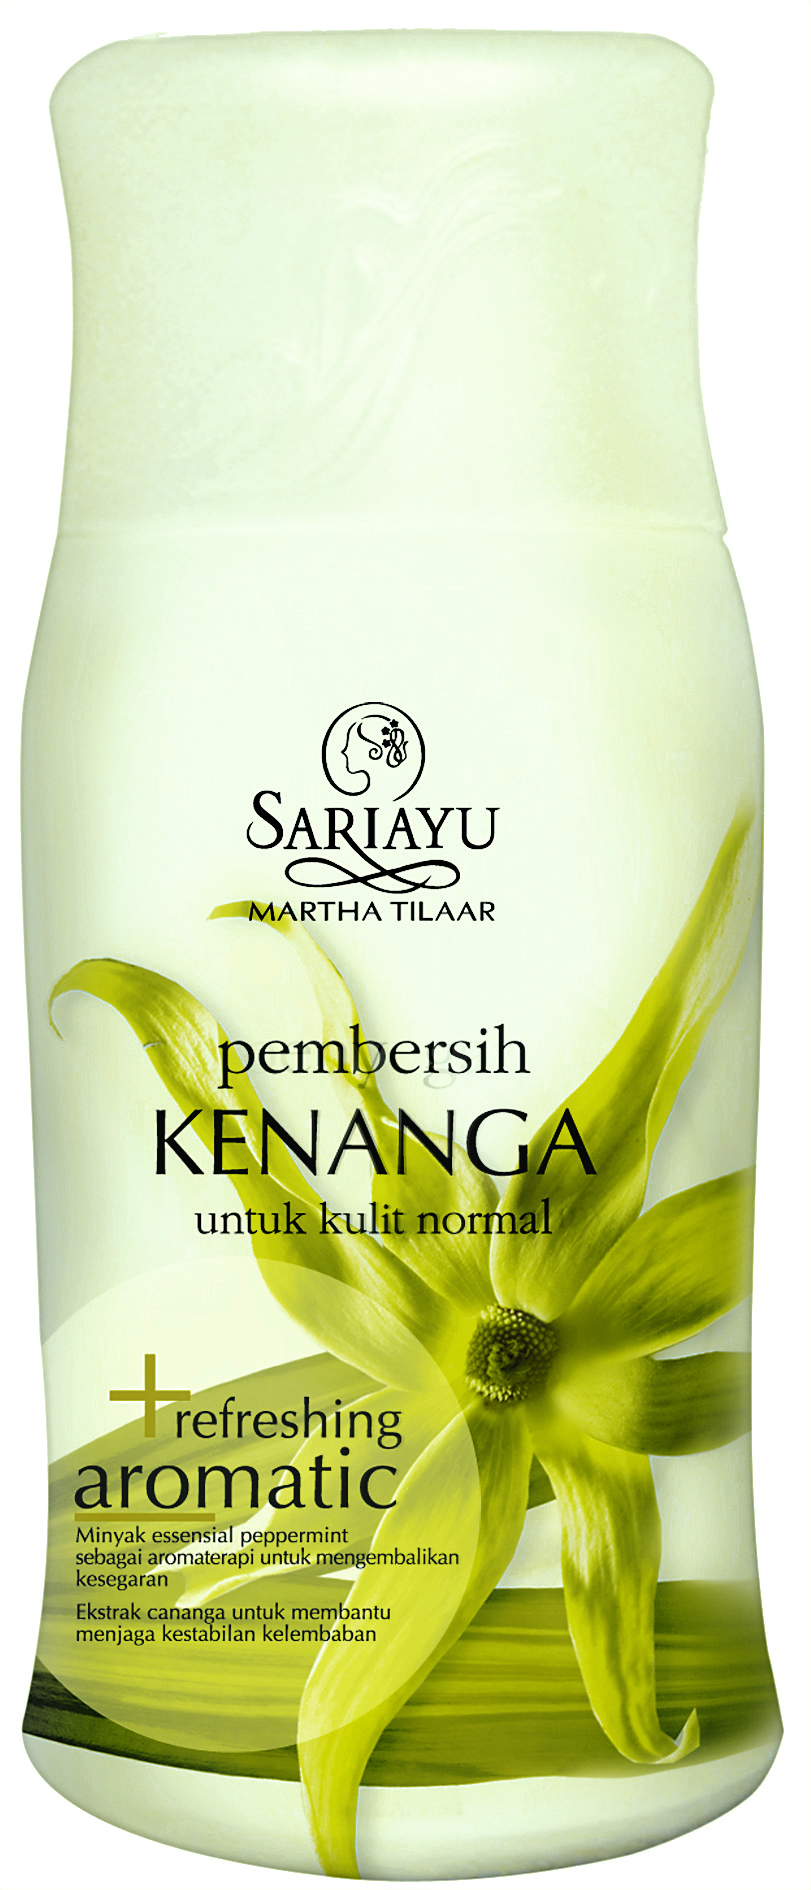 SARIAYU
MARTHA TILAAR
pembersih
KENANGA
untuk kulit normal
+refreshing
aromatic
Minyak essensial peppermint
sebagai aromaterapi untuk mengembalikan
kesegaran
Ekstrak cananga untuk membantu
menjaga kestabilan kelembaban